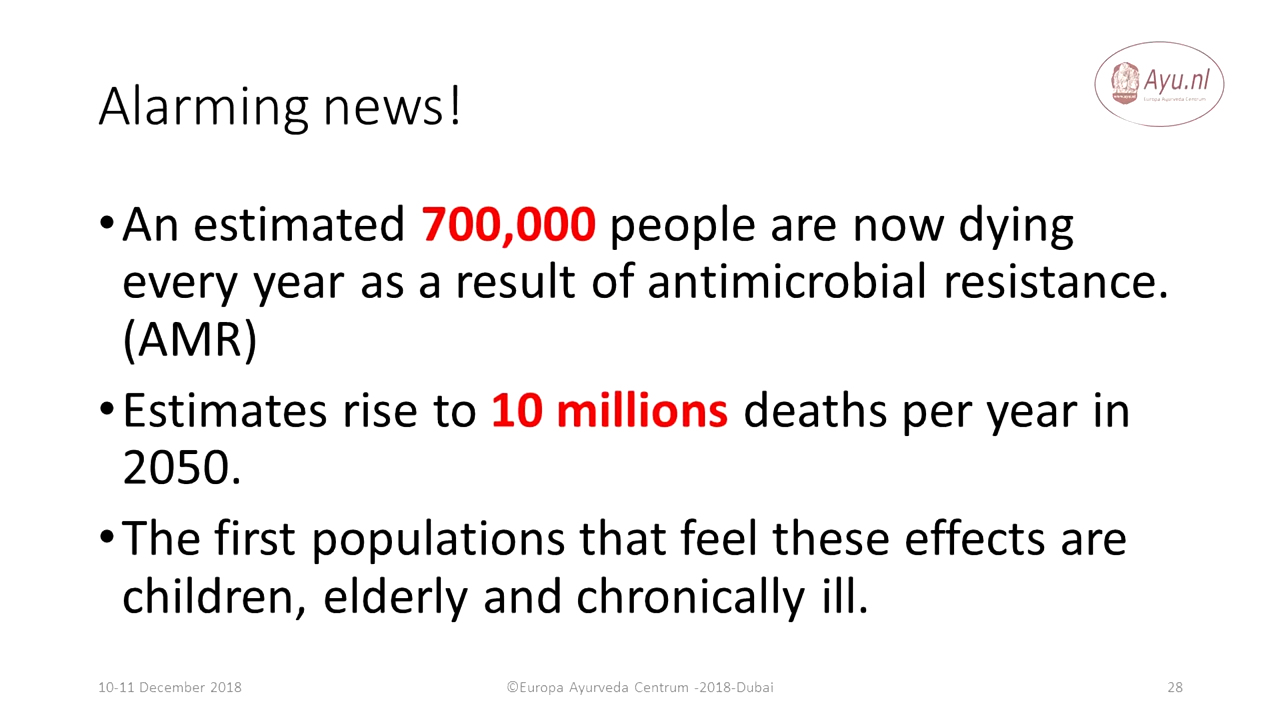 Alarming news!
Ayu.nl
Europa Ayurveda Centrum
•An estimated 700,000 people are now dying
every year as a result of antimicrobial resistance.
(AMR)
•Estimates rise to 10 millions deaths per year in
2050.
•The first populations that feel these effects are
children, elderly and chronically ill.
10-11 December 2018
©Europa Ayurveda Centrum -2018-Dubai
28